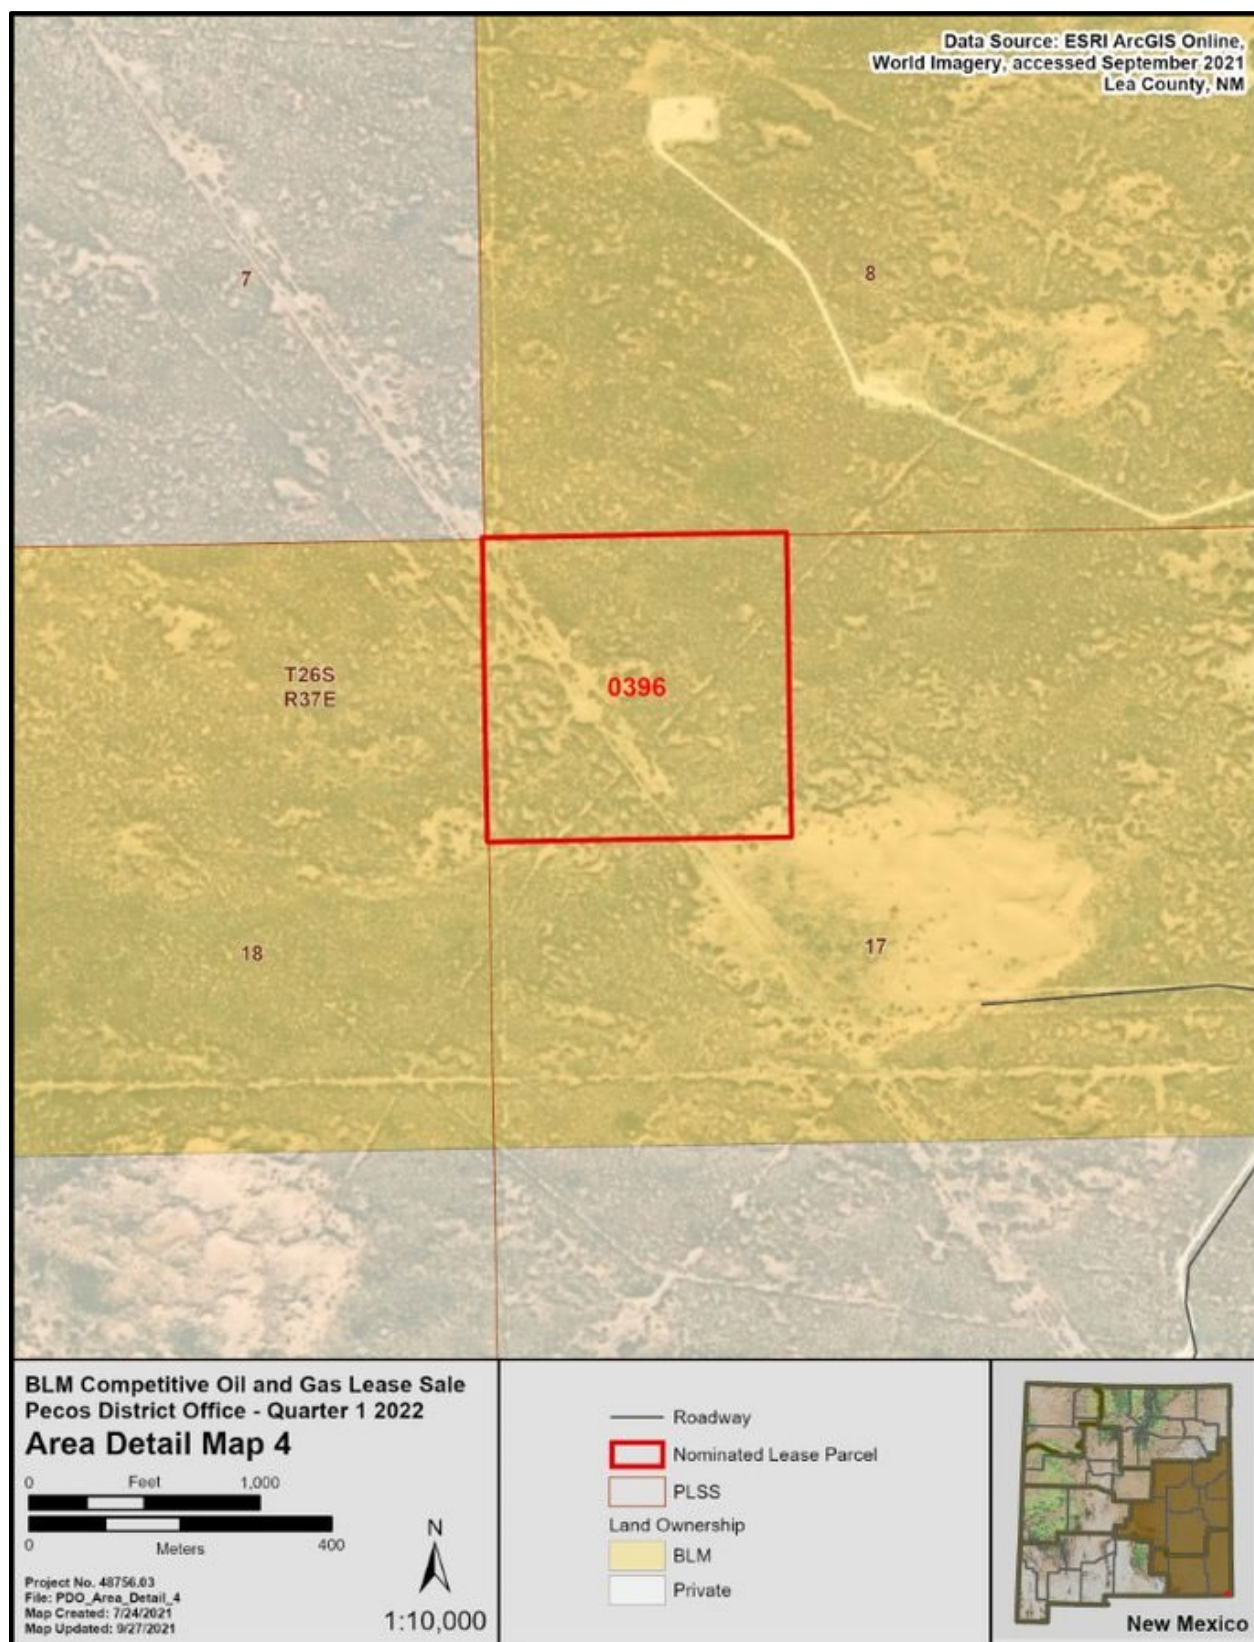 Data Source: ESRI ArcGIS Online,
World Imagery, accessed September 2021
Lea County, NM
7
8
T26S
R37E
0396
18
17
BLM Competitive Oil and Gas Lease Sale
Pecos District Office - Quarter 1 2022
Area Detail Map 4
0 Feet 1,000
0 Meters 400
N
1:10,000
Project No. 48756.03
File: PDO_Area_Detail_4
Map Created: 7/24/2021
Map Updated: 9/27/2021
Roadway
Nominated Lease Parcel
PLSS
Land Ownership
BLM
Private
New Mexico